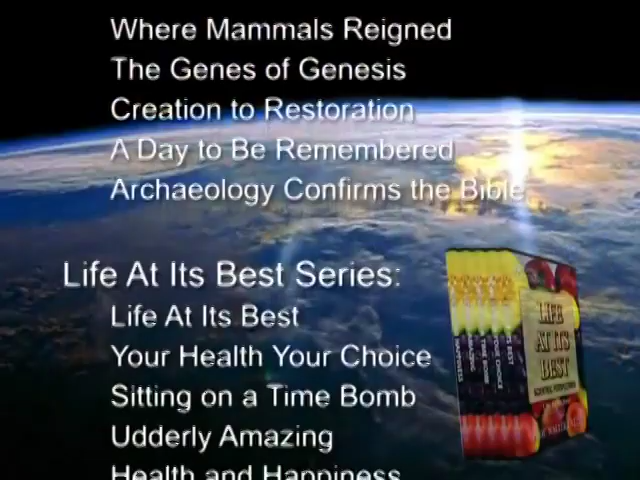 Where Mammals Reigned
The Genes of Genesis
Creation to Restoration
A Day to Be Remembered
Archaeology Confirms the Bible
Life At Its Best Series:
Life At Its Best
Your Health Your Choice
Sitting on a Time Bomb
Udderly Amazing
Health and Happiness
LIFE
AT ITS
BEST